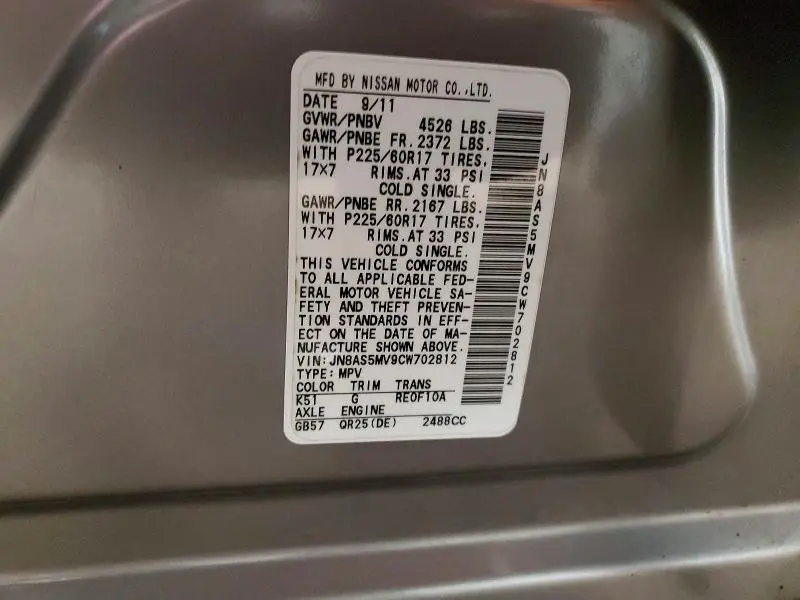 MFD BY NISSAN MOTOR CO.,LTD.
DATE 9/11
GVWR/PNBV 4526 LBS.
GAWR/PNBE FR.2372 LBS.
WITH P225/60R17 TIRES,
17×7 RIMS.AT 33 PSI
COLD SINGLE.
GAWR/PNBE RR.2167 LBS.
WITH P225/60R17 TIRES,
17×7 RIMS.AT 33 PSI
COLD SINGLE.
THIS VEHICLE CONFORMS
TO ALL APPLICABLE FED-
ERAL MOTOR VEHICLE SA-
FETY AND THEFT PREVEN-
TION STANDARDS IN EFF-
ECT ON THE DATE OF MA-
NUFACTURE SHOWN ABOVE.
VIN:JN8AS5MV9CW702812
TYPE:MPV
COLOR TRIM TRANS
K51 G RE0F10A
AXLE ENGINE
GB57 QR25(DE) 2488CC
JN8AS5MV9CW702812